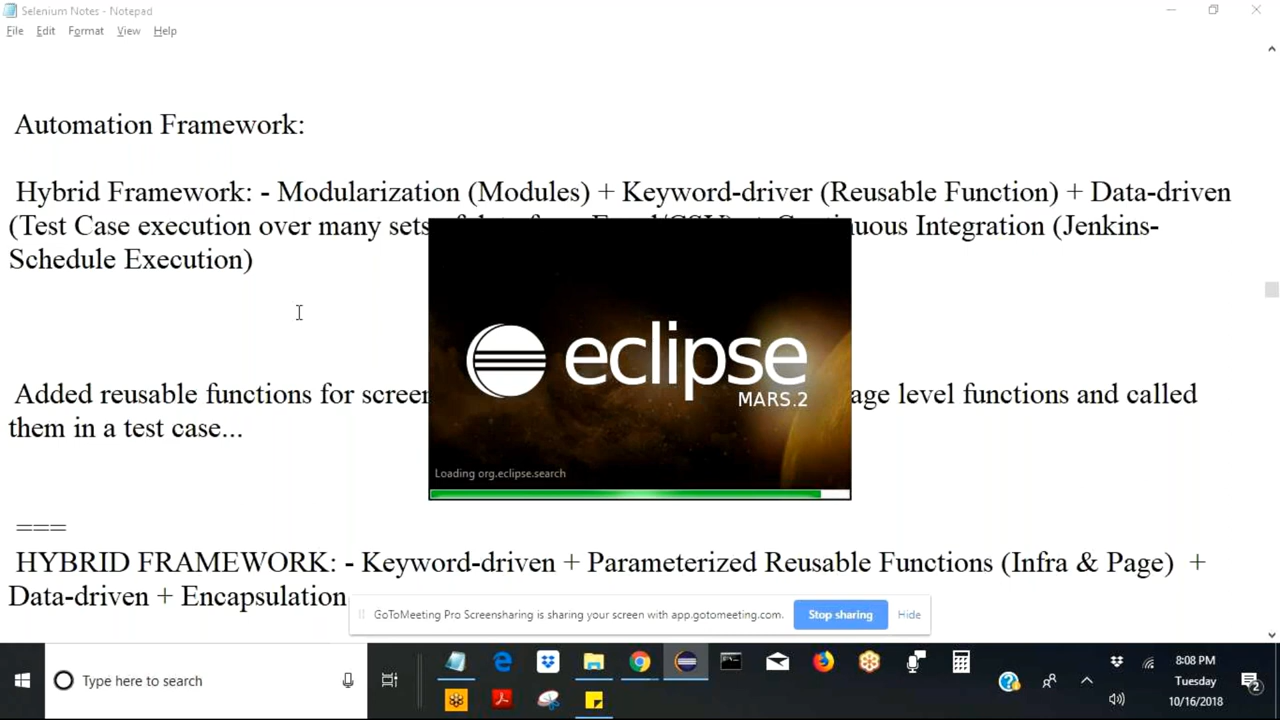 Selenium Notes - Notepad
File Edit Format View Help
Automation Framework:
Hybrid Framework: - Modularization (Modules) + Keyword-driver (Reusable Function) + Data-driven
(Test Case execution over many sets
uous Integration (Jenkins-
Schedule Execution)
eclipse
MARS.2
Added reusable functions for screen
age level functions and called
them in a test case...
Loading org.eclipse.search
===
HYBRID FRAMEWORK: - Keyword-driven + Parameterized Reusable Functions (Infra & Page) +
Data-driven + Encapsulation
GoToMeeting Pro Screensharing is sharing your screen with app.gotomeeting.com. Stop sharing Hide
Type here to search
8:08 PM
Tuesday
10/16/2018
2